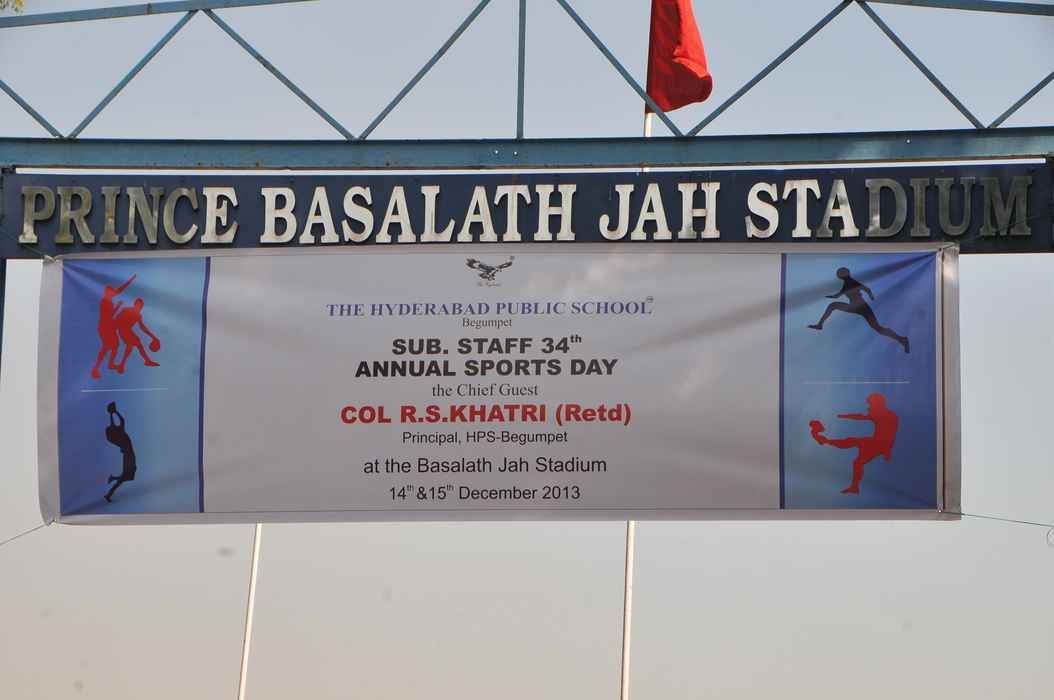 PRINCE BASALATH JAH STADIUM
THE HYDERABAD PUBLIC SCHOOL
Begumpet
SUB. STAFF 34th
ANNUAL SPORTS DAY
the Chief Guest
COL R.S.KHATRI (Retd)
Principal, HPS-Begumpet
at the Basalath Jah Stadium
14th &15th December 2013